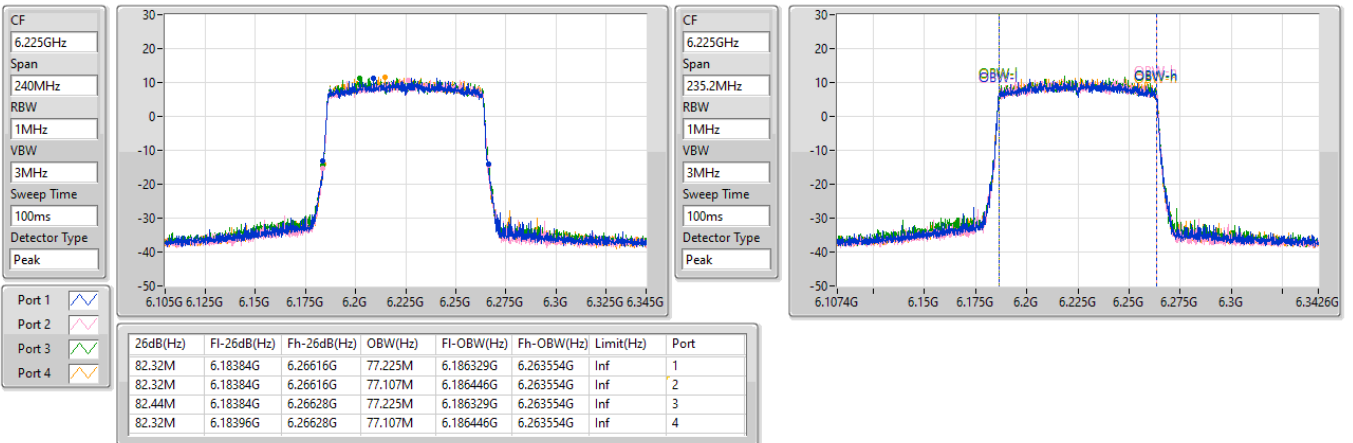 CF
6.225GHz
Span
240MHz
RBW
1MHz
VBW
3MHz
Sweep Time
100ms
Detector Type
Peak
30-
20-
10-
0-
-10-
-20-
-30-
-40-
-50-
6.105G 6.125G 6.15G 6.175G 6.2G 6.225G 6.25G 6.275G 6.3G 6.325G 6.345G
CF
6.225GHz
Span
235.2MHz
RBW
1MHz
VBW
3MHz
Sweep Time
100ms
Detector Type
Peak
30-
20-
10-
0-
-10-
-20-
-30-
-40-
-50-
OBW-l OBW-h
6.1074G 6.15G 6.175G 6.2G 6.225G 6.25G 6.275G 6.3G 6.3426G
Port 1
Port 2
Port 3
Port 4
26dB(Hz) Fl-26dB(Hz) Fh-26dB(Hz) OBW(Hz) Fl-OBW(Hz) Fh-OBW(Hz) Limit(Hz) Port
82.32M 6.18384G 6.26616G 77.225M 6.186329G 6.263554G Inf 1
82.32M 6.18384G 6.26616G 77.107M 6.186446G 6.263554G Inf 2
82.44M 6.18384G 6.26628G 77.225M 6.186329G 6.263554G Inf 3
82.32M 6.18396G 6.26628G 77.107M 6.186446G 6.263554G Inf 4